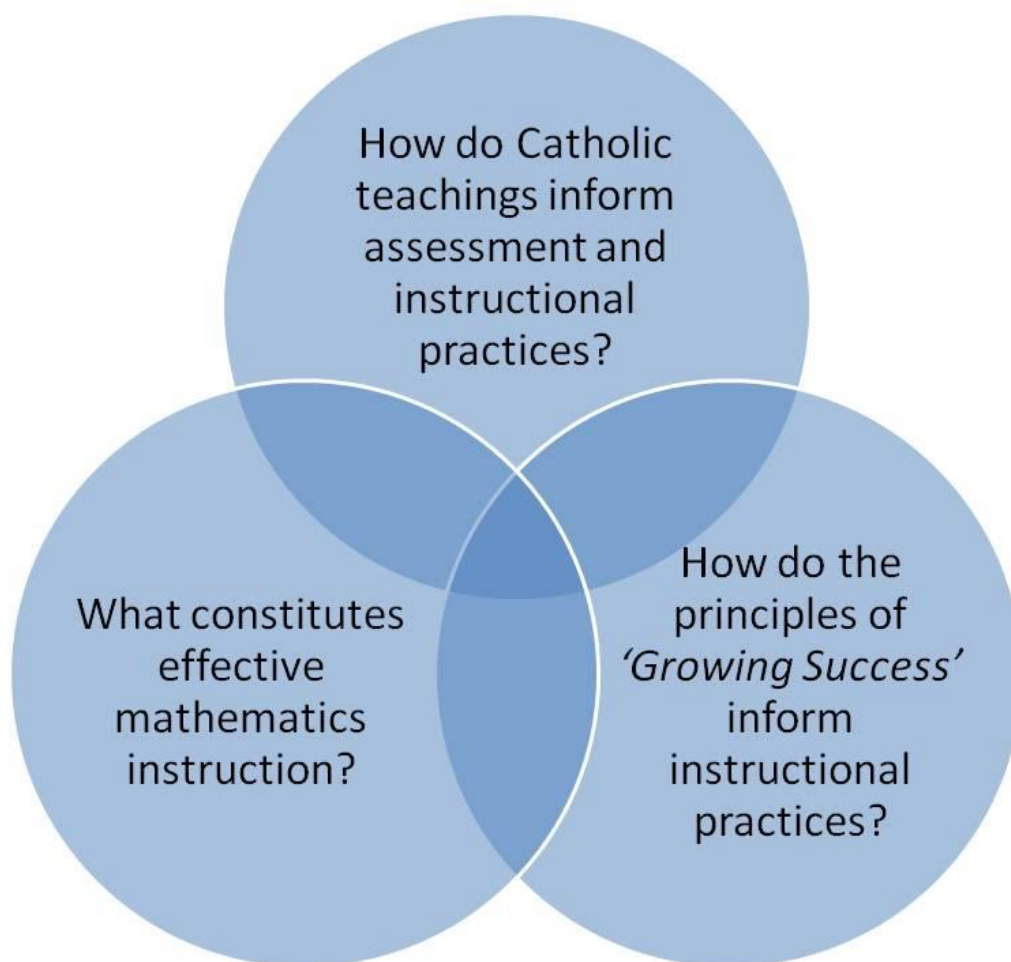 How do Catholic
teachings inform
assessment and
instructional
practices?
What constitutes
effective
mathematics
instruction?
How do the
principles of
‘Growing Success’
inform
instructional
practices?